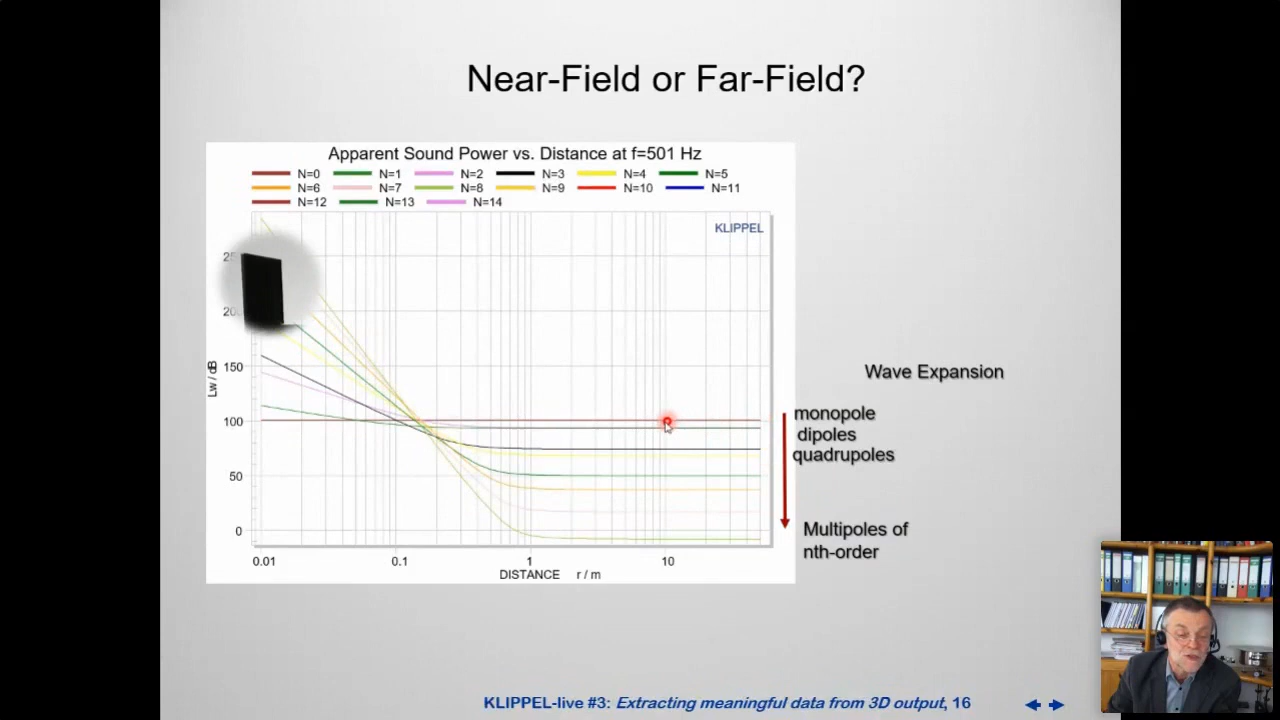 Near-Field or Far-Field?
Apparent Sound Power vs. Distance at f=501 Hz
N=0 N=1 N=2 N=3 N=4 N=5
N=6 N=7 N=8 N=9 N=10 N=11
N=12 N=13 N=14
KLIPPEL
150
100
50
0
Lw / dB
0.01 0.1 1 10
DISTANCE r / m
Wave Expansion
monopole
dipoles
quadrupoles
Multipoles of
nth-order
KLIPPEL-live #3: Extracting meaningful data from 3D output, 16